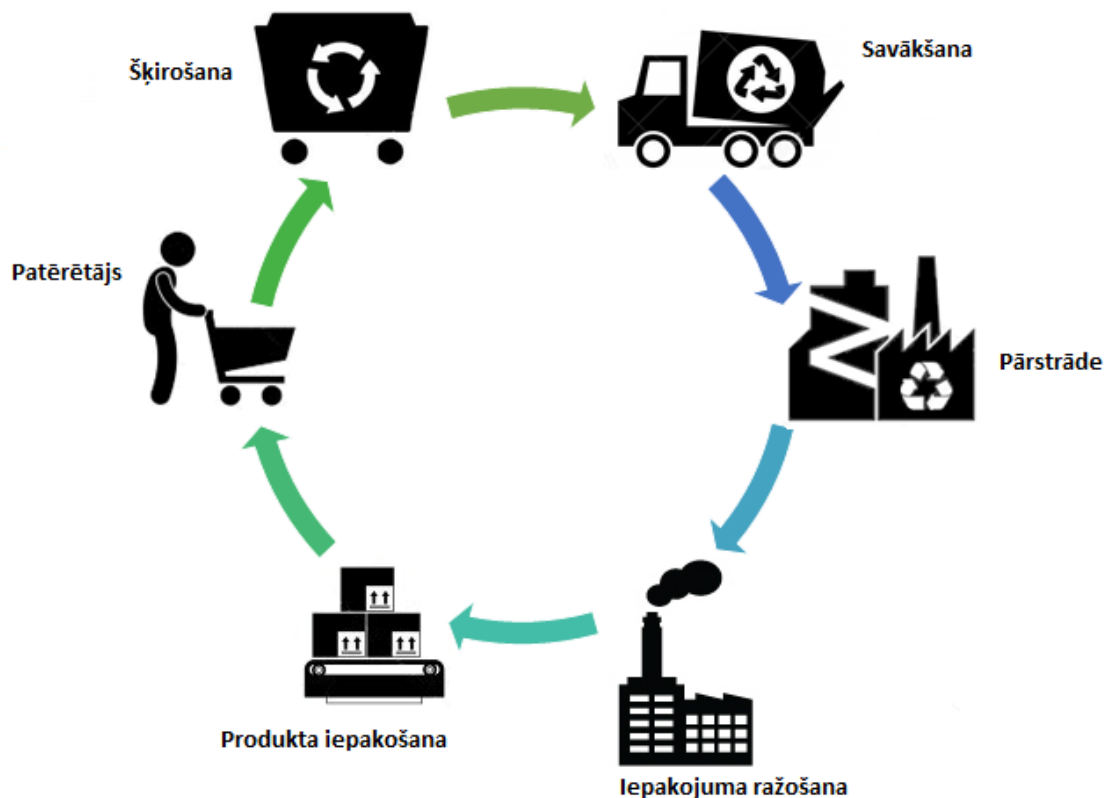 Šķirošana
Savākšana
Patērētājs
Pārstrāde
Produkta iepakošana
Iepakojuma ražošana